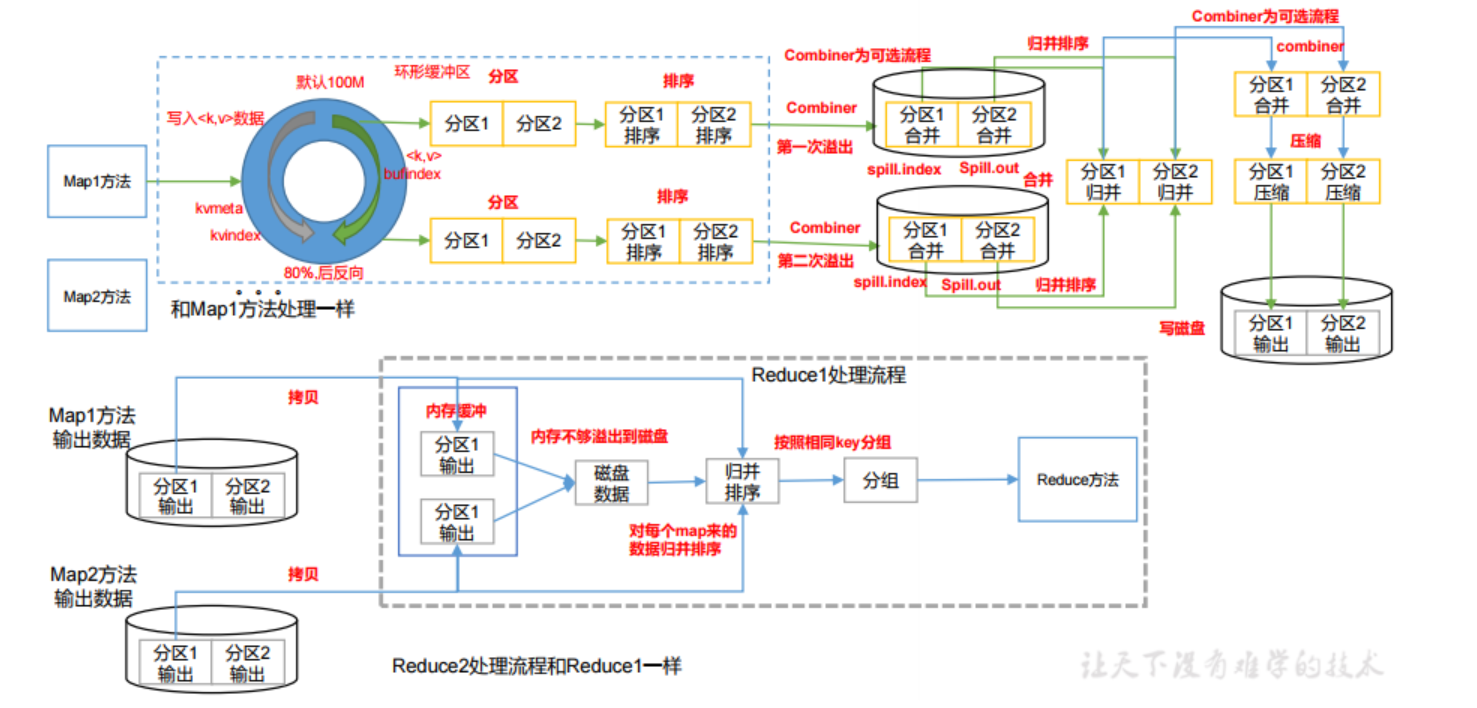 Combiner为可选流程
combiner
分区1
合并
分区2
合并
压缩
分区1
压缩
分区2
压缩
写磁盘
分区1
输出
分区2
输出
Map1方法
Map2方法
默认100M
环形缓冲区
写入<k,v>数据
<k,v>
bufindex
kvmeta
kvindex
80%,后反向
分区
分区1
分区2
排序
分区1
排序
分区2
排序
Combiner
第一次溢出
Combiner为可选流程
归并排序
分区1
合并
分区2
合并
spill.index
Spill.out
分区
分区1
分区2
排序
分区1
排序
分区2
排序
Combiner
第二次溢出
分区1
合并
分区2
合并
spill.index
Spill.out
归并排序
合并
分区1
归并
分区2
归并
和Map1方法处理一样
Reduce1处理流程
Map1方法
输出数据
分区1
输出
分区2
输出
拷贝
Map2方法
输出数据
分区1
输出
分区2
输出
拷贝
内存缓冲
分区1
输出
分区1
输出
内存不够溢出到磁盘
磁盘
数据
归并
排序
对每个map来的
数据归并排序
按照相同key分组
分组
Reduce方法
Reduce2处理流程和Reduce1一样
让天下没有难学的技术